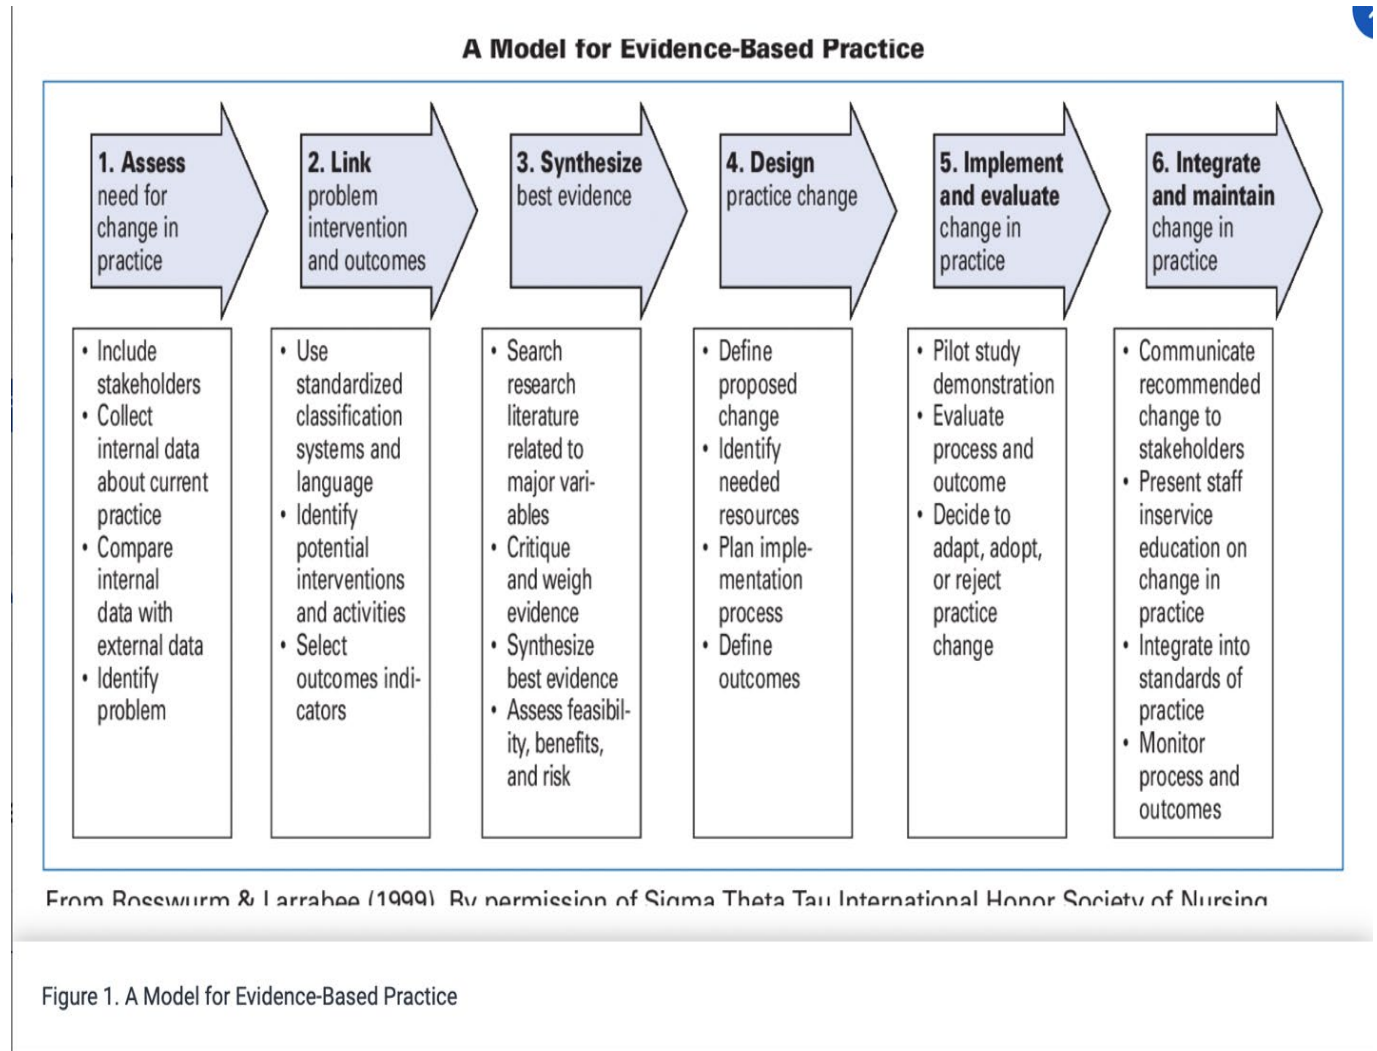 A Model for Evidence-Based Practice
1. Assess
need for
change in
practice
2. Link
problem
intervention
and outcomes
3. Synthesize
best evidence
4. Design
practice change
5. Implement
and evaluate
change in
practice
6. Integrate
and maintain
change in
practice
• Include
stakeholders
• Collect
internal data
about current
practice
• Compare
internal
data with
external data
• Identify
problem
• Use
standardized
classification
systems and
language
• Identify
potential
interventions
and activities
• Select
outcomes indi-
cators
• Search
research
literature
related to
major vari-
ables
• Critique
and weigh
evidence
• Synthesize
best evidence
• Assess feasibil-
ity, benefits,
and risk
• Define
proposed
change
• Identify
needed
resources
• Plan imple-
mentation
process
• Define
outcomes
• Pilot study
demonstration
• Evaluate
process and
outcome
• Decide to
adapt, adopt,
or reject
practice
change
• Communicate
recommended
change to
stakeholders
• Present staff
inservice
education on
change in
practice
• Integrate into
standards of
practice
• Monitor
process and
outcomes
From Rosswurm & Larrabee (1999). By permission of Sigma Theta Tau International Honor Society of Nursing
Figure 1. A Model for Evidence-Based Practice